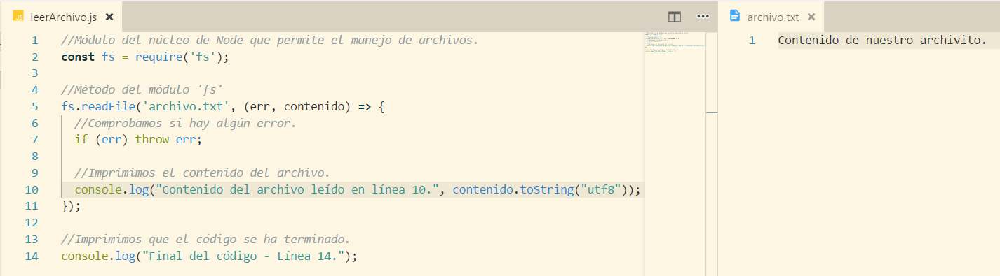 leerArchivo.js
1 //Módulo del núcleo de Node que permite el manejo de archivos.
2 const fs = require('fs');
3
4 //Método del módulo 'fs'
5 fs.readFile('archivo.txt', (err, contenido) => {
6 //Comprobamos si hay algún error.
7 if (err) throw err;
8
9 //Imprimimos el contenido del archivo.
10 console.log("Contenido del archivo leído en línea 10.", contenido.toString("utf8"));
11 });
12
13 //Imprimimos que el código se ha terminado.
14 console.log("Final del código - Línea 14.");
archivo.txt
1 Contenido de nuestro archivito.